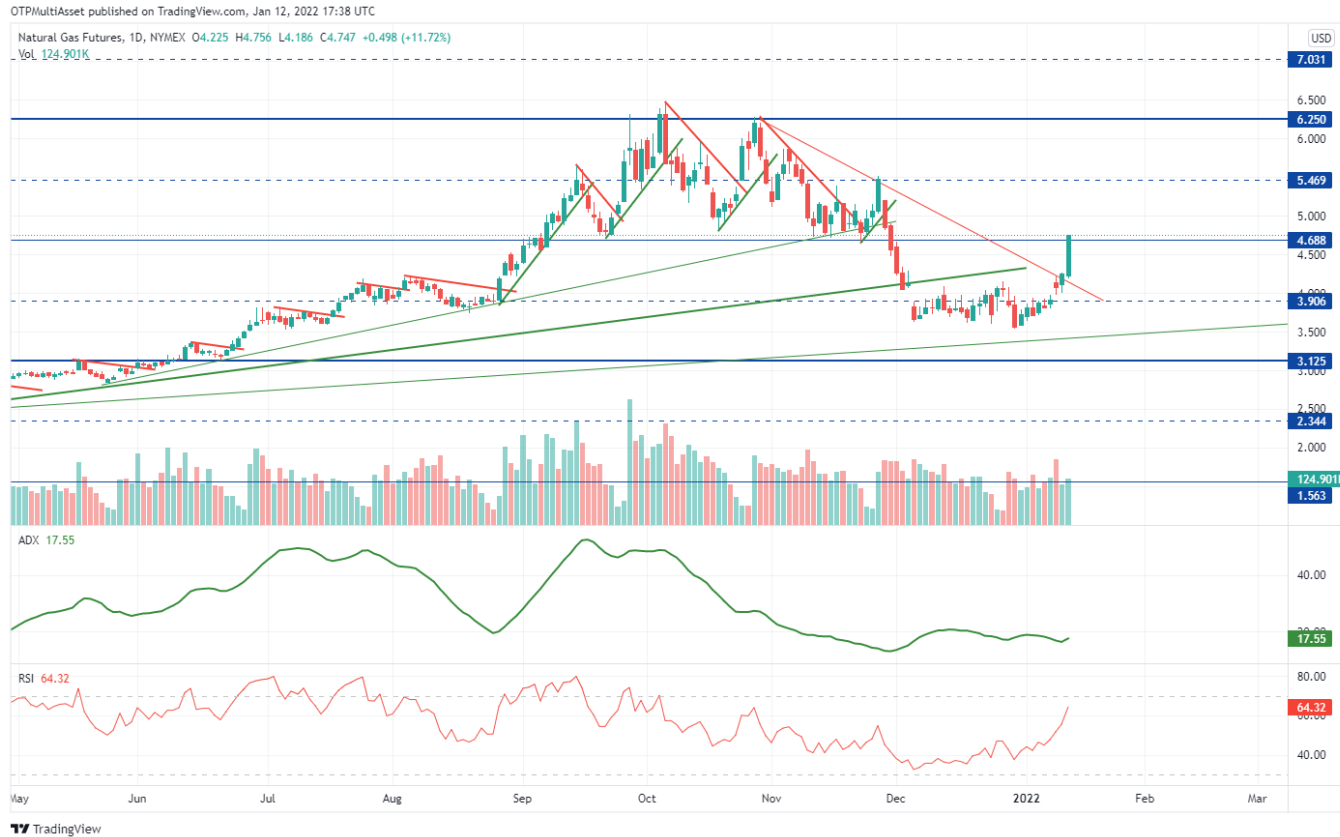 OTPMultiAsset published on TradingView.com, Jan 12, 2022 17:38 UTC
Natural Gas Futures, 1D, NYMEX O4.225 H4.756 L4.186 C4.747 +0.498 (+11.72%)
Vol 124.901K
USD
7.031
6.500
6.250
6.000
5.469
5.000
4.688
4.500
4.000
3.906
3.500
3.125
3.000
2.500
2.344
2.000
124.901K
1.563
ADX 17.55
40.00
20.00
17.55
RSI 64.32
80.00
64.32
60.00
40.00
May Jun Jul Aug Sep Oct Nov Dec 2022 Feb Mar
TradingView